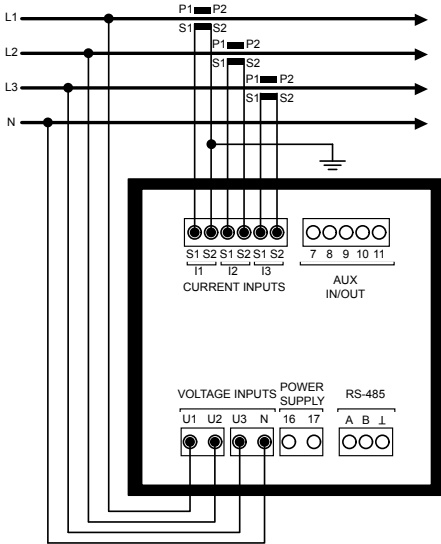 P1 P2
L1
S1 S2
P1 P2
L2
S1 S2
P1 P2
L3
S1 S2
N
S1 S2 S1 S2 S1 S2
7 8 9 10 11
I1 I2 I3
CURRENT INPUTS
AUX
IN/OUT
VOLTAGE INPUTS
POWER
SUPPLY
RS-485
U1 U2 U3 N
16 17
A B ⊥